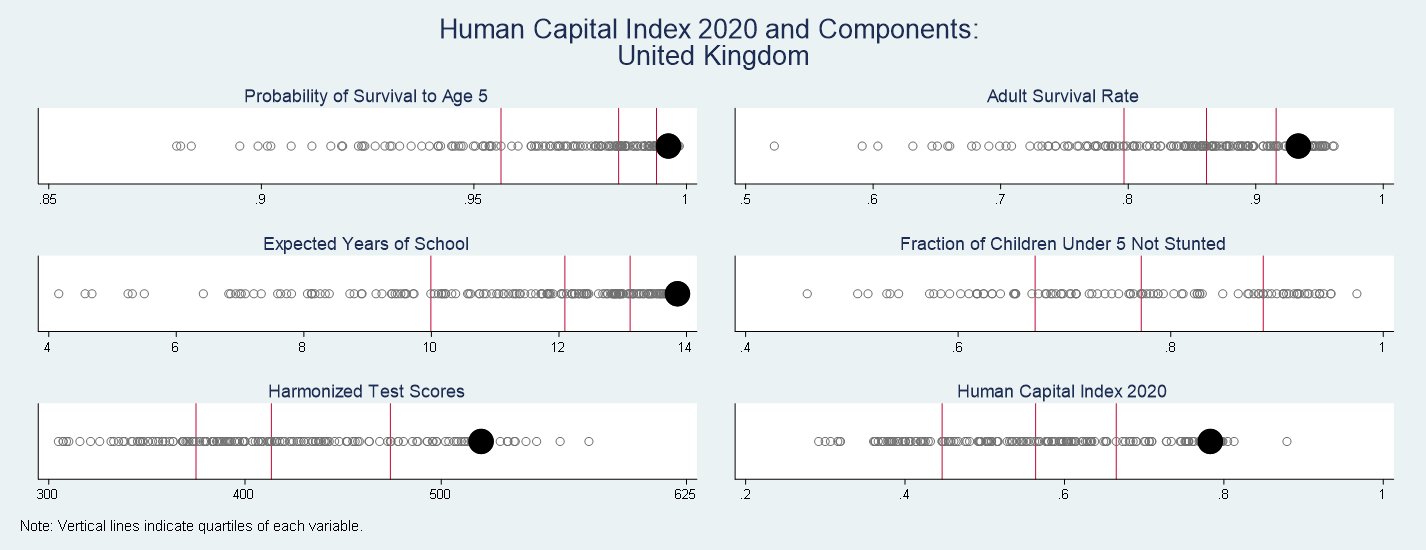 Human Capital Index 2020 and Components:
United Kingdom
Probability of Survival to Age 5
.85 .9 .95 1
Adult Survival Rate
.5 .6 .7 .8 .9 1
Expected Years of School
4 6 8 10 12 14
Fraction of Children Under 5 Not Stunted
.4 .6 .8 1
Harmonized Test Scores
300 400 500 625
Human Capital Index 2020
.2 .4 .6 .8 1
Note: Vertical lines indicate quartiles of each variable.